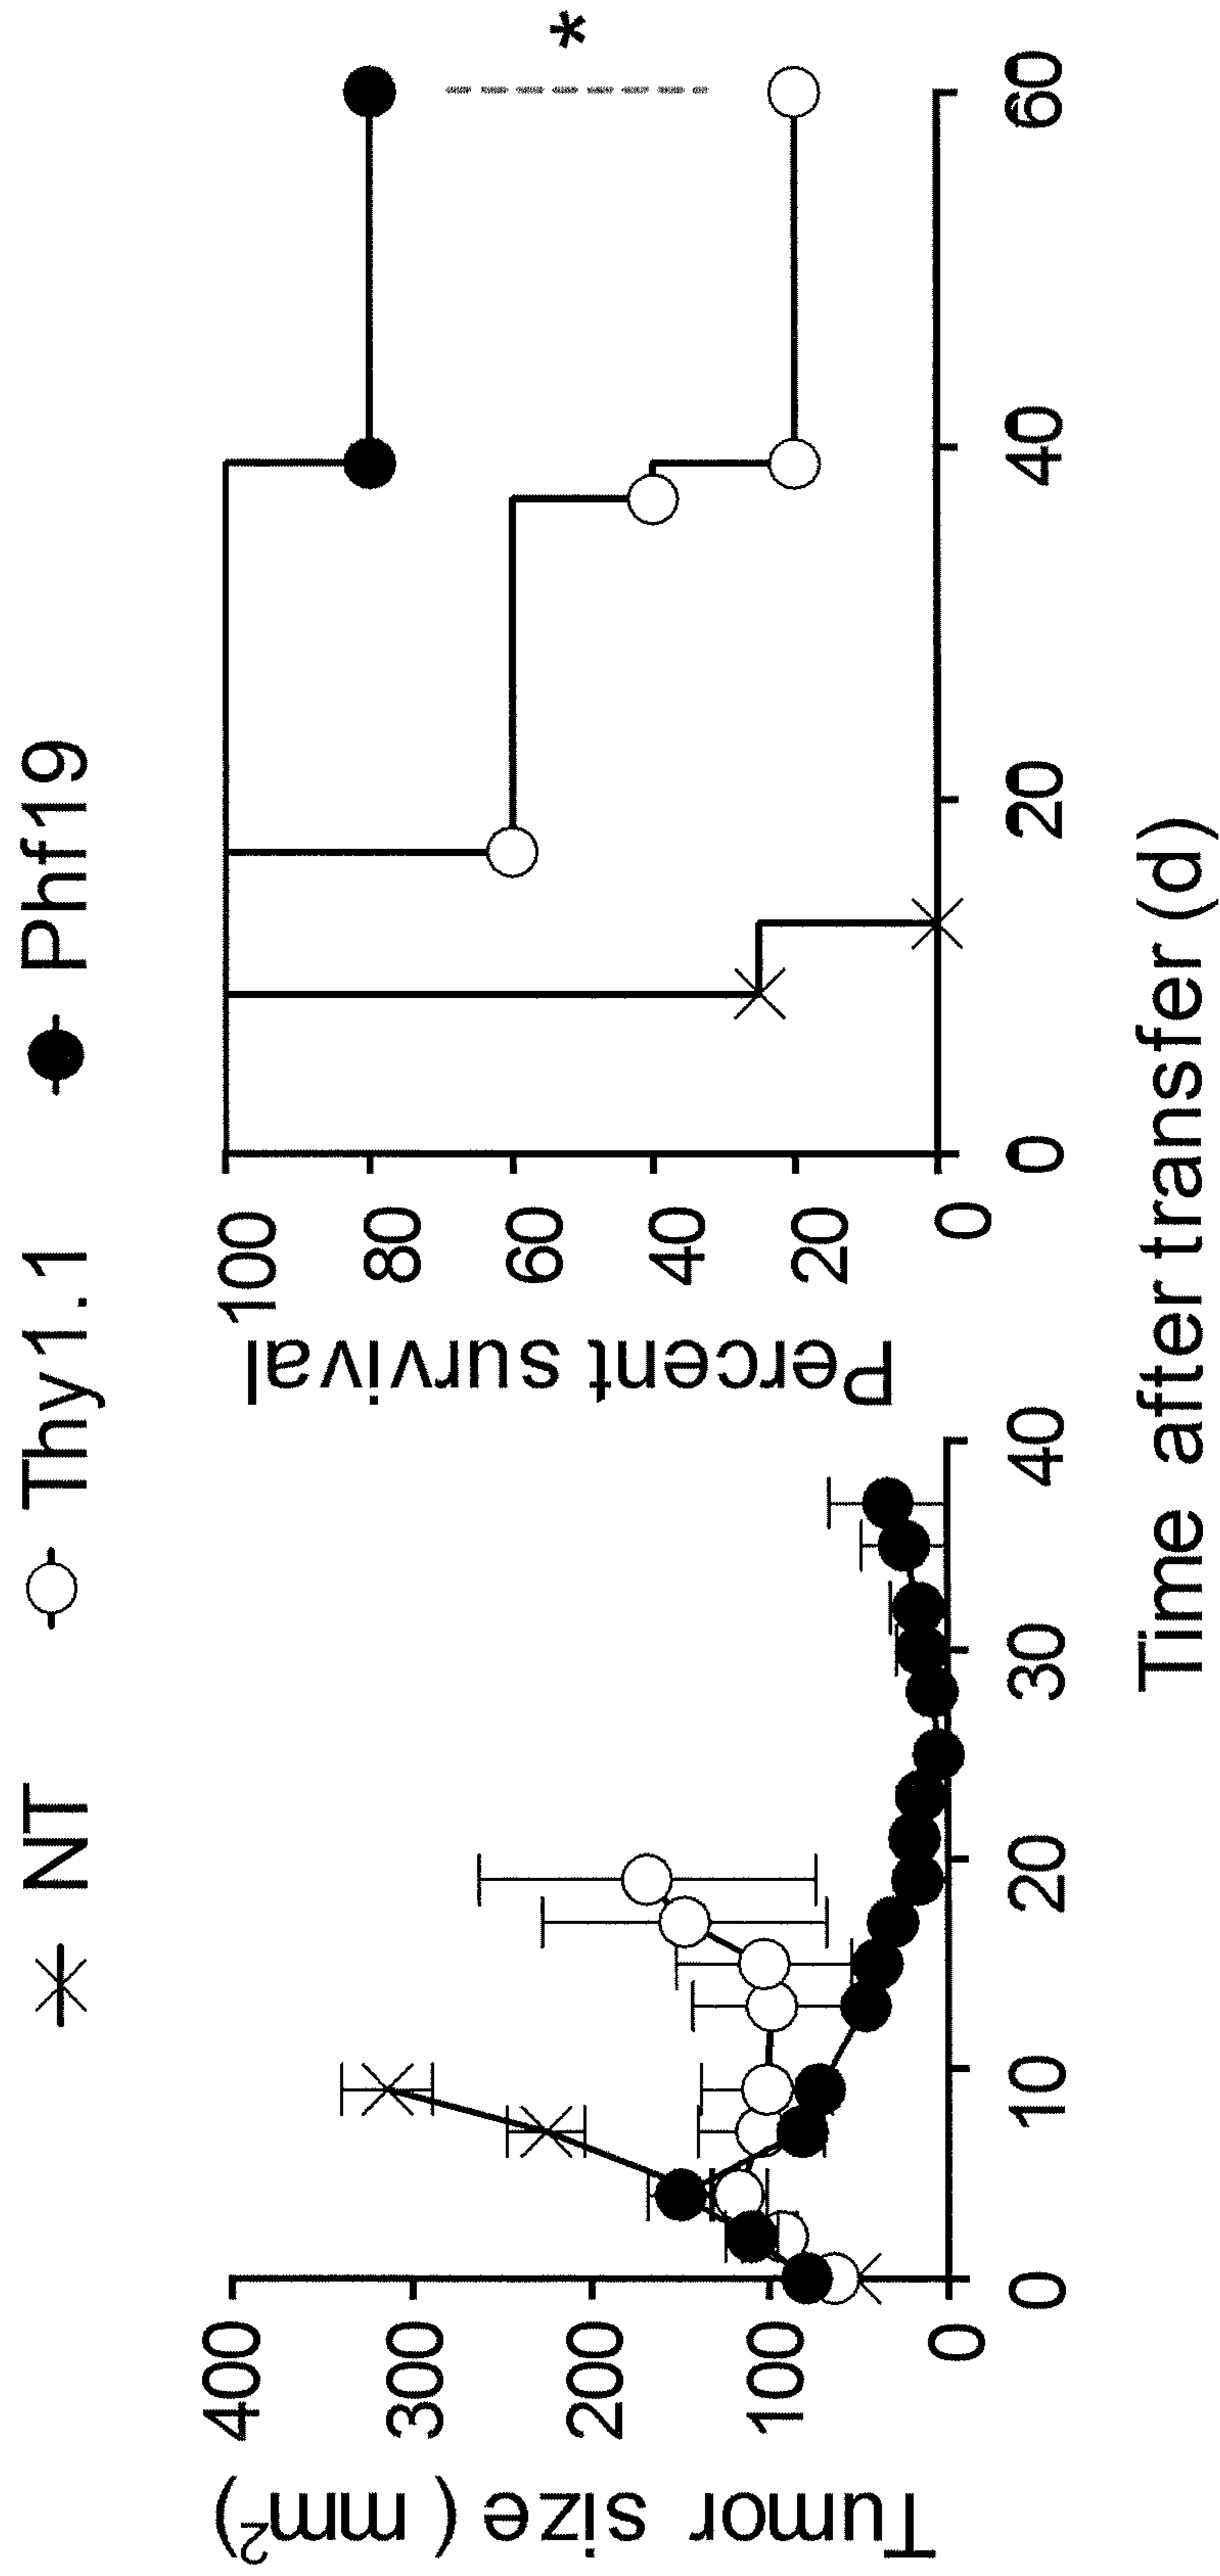 NT Thy1.1 Phf19
Tumor size (mm²)
400
300
200
100
0
0 10 20 30 40
Percent survival
100
80
60
40
20
0
0 20 40 60
*
Time after transfer (d)